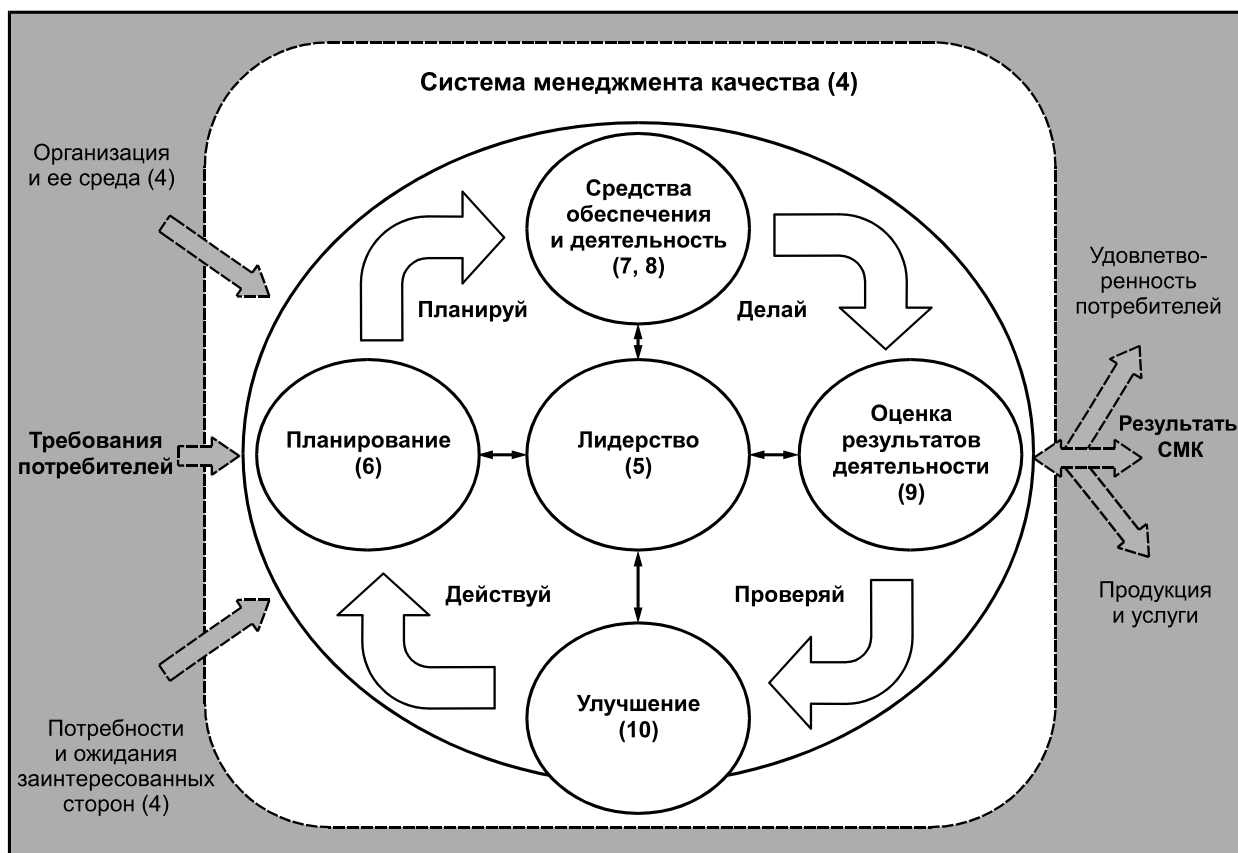 Система менеджмента качества (4)
Организация
и ее среда (4)
Средства
обеспечения
и деятельность
(7, 8)
Планируй
Делай
Удовлетво-
ренность
потребителей
Требования
потребителей
Планирование
(6)
Лидерство
(5)
Оценка
результатов
деятельности
(9)
Результаты
СМК
Действуй
Проверяй
Продукция
и услуги
Улучшение
(10)
Потребности
и ожидания
заинтересованных
сторон (4)